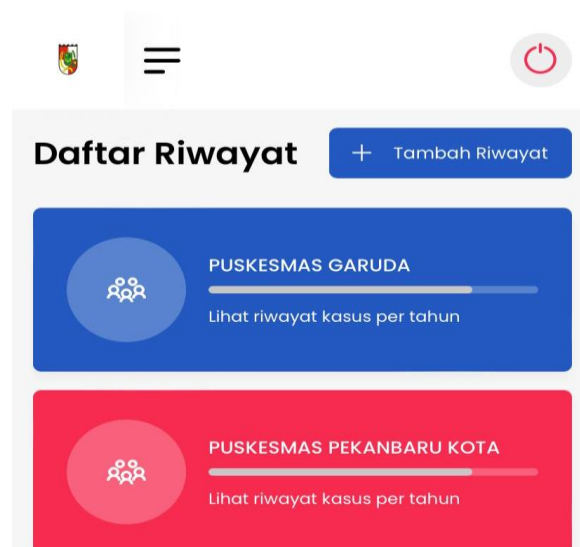 Daftar Riwayat
+ Tambah Riwayat
PUSKESMAS GARUDA
Lihat riwayat kasus per tahun
PUSKESMAS PEKANBARU KOTA
Lihat riwayat kasus per tahun